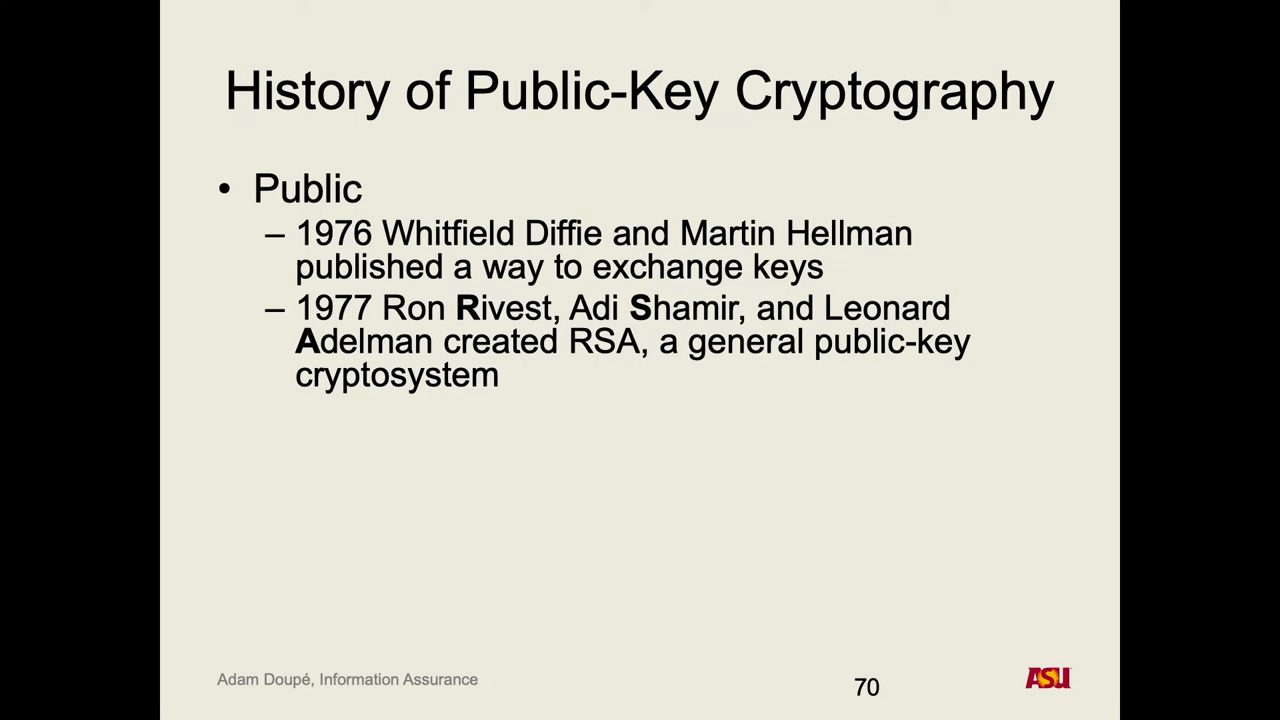 History of Public-Key Cryptography
• Public
– 1976 Whitfield Diffie and Martin Hellman
published a way to exchange keys
– 1977 Ron Rivest, Adi Shamir, and Leonard
Adelman created RSA, a general public-key
cryptosystem
Adam Doupé, Information Assurance
70
ASU